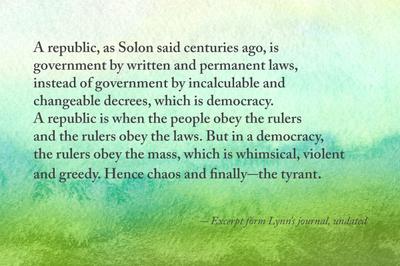 A republic, as Solon said centuries ago, is
government by written and permanent laws,
instead of government by incalculable and
changeable decrees, which is democracy.
A republic is when the people obey the rulers
and the rulers obey the laws. But in a democracy,
the rulers obey the mass, which is whimsical, violent
and greedy. Hence chaos and finally—the tyrant.
— Excerpt form Lynn's journal, undated